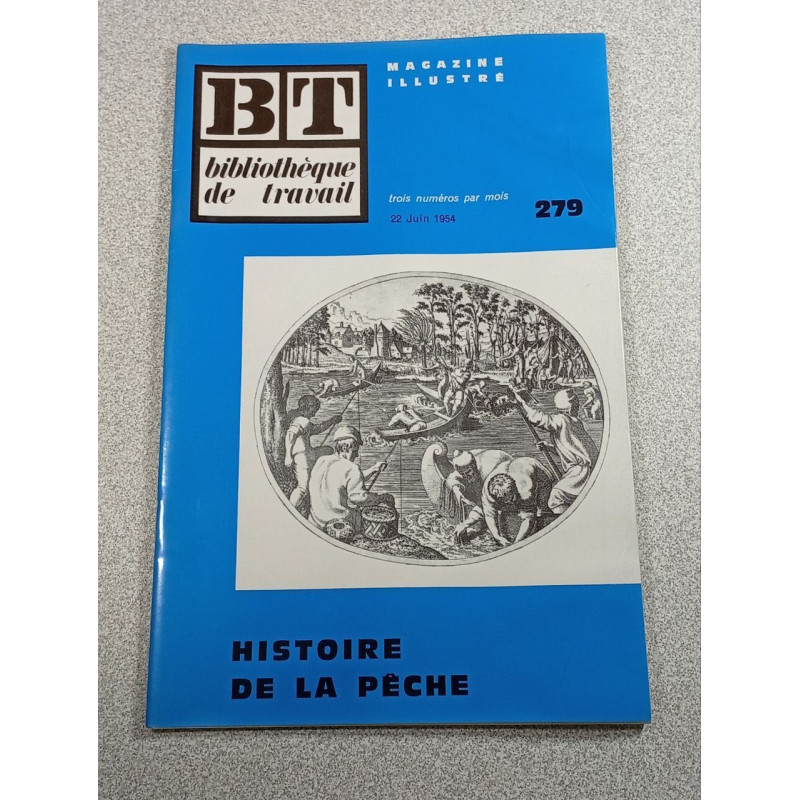 BT
bibliothèque
de travail
MAGAZINE
ILLUSTRÉ
trois numéros par mois
22 Juin 1954
279
HISTOIRE
DE LA PÊCHE